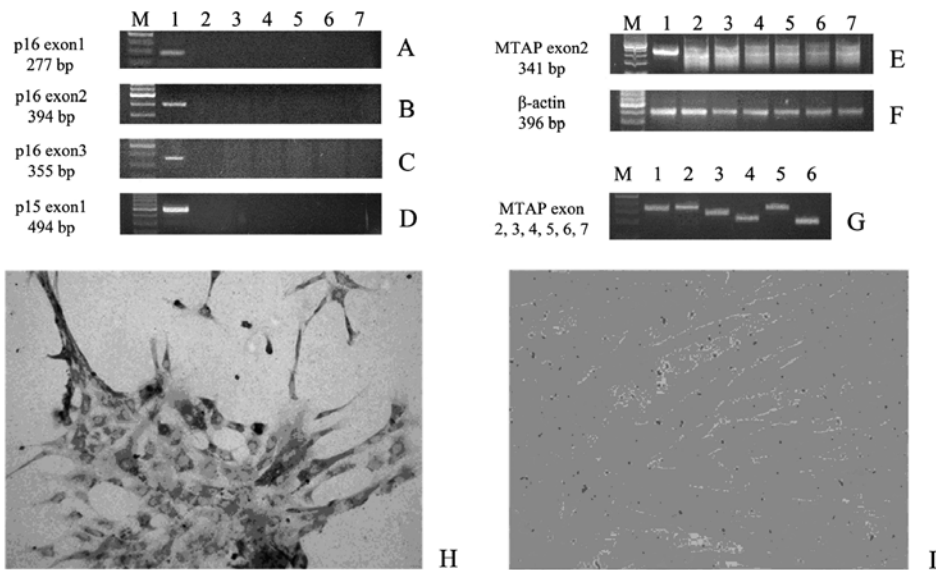 M 1 2 3 4 5 6 7
p16 exon1
277 bp
A
p16 exon2
394 bp
B
p16 exon3
355 bp
C
p15 exon1
494 bp
D
M 1 2 3 4 5 6 7
MTAP exon2
341 bp
E
β-actin
396 bp
F
M 1 2 3 4 5 6
MTAP exon
2, 3, 4, 5, 6, 7
G
H
I